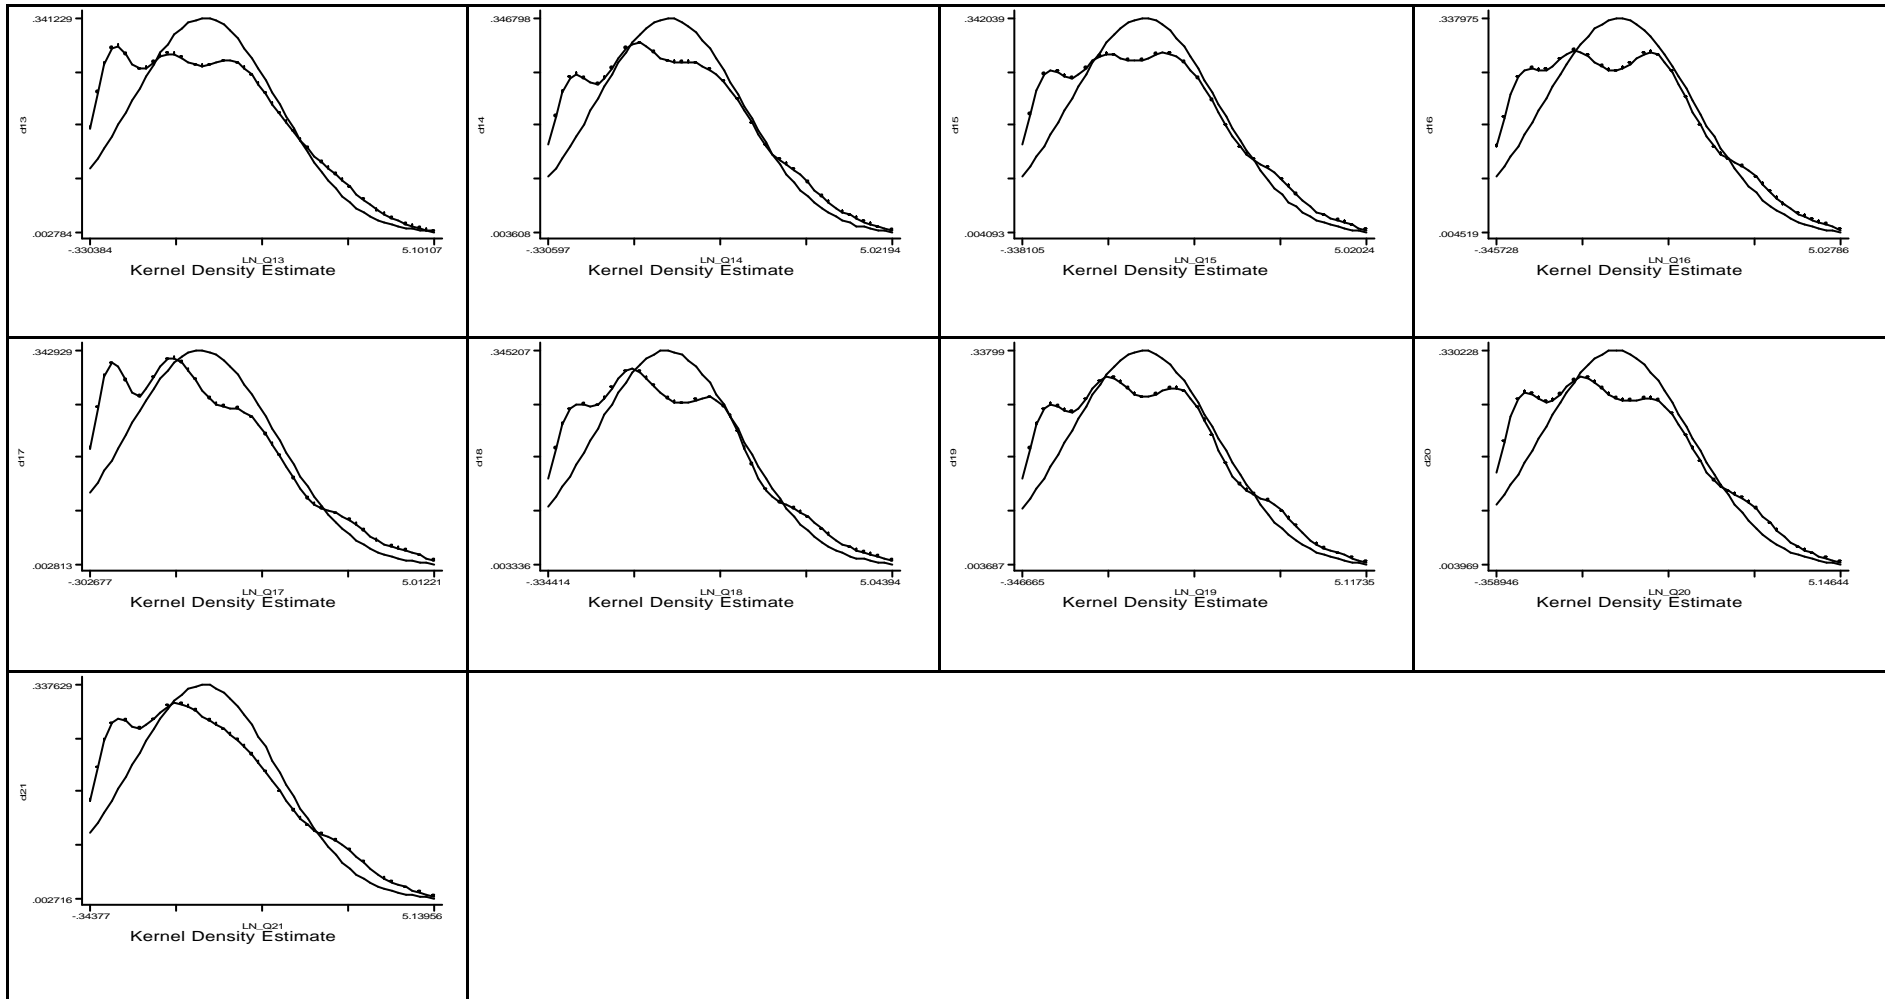 .341229
d13
.002784
-.330384 5.10107
LN_Q13
Kernel Density Estimate
.346798
d14
.003608
-.330597 5.02194
LN_Q14
Kernel Density Estimate
.342039
d15
.004093
-.338105 5.02024
LN_Q15
Kernel Density Estimate
.337975
d16
.004519
-.345728 5.02786
LN_Q16
Kernel Density Estimate
.342929
d17
.002813
-.302677 5.01221
LN_Q17
Kernel Density Estimate
.345207
d18
.003336
-.334414 5.04394
LN_Q18
Kernel Density Estimate
.33799
d19
.003687
-.346665 5.11735
LN_Q19
Kernel Density Estimate
.330228
d20
.003969
-.358946 5.14644
LN_Q20
Kernel Density Estimate
.337629
d21
.002716
-.34377 5.13956
LN_Q21
Kernel Density Estimate